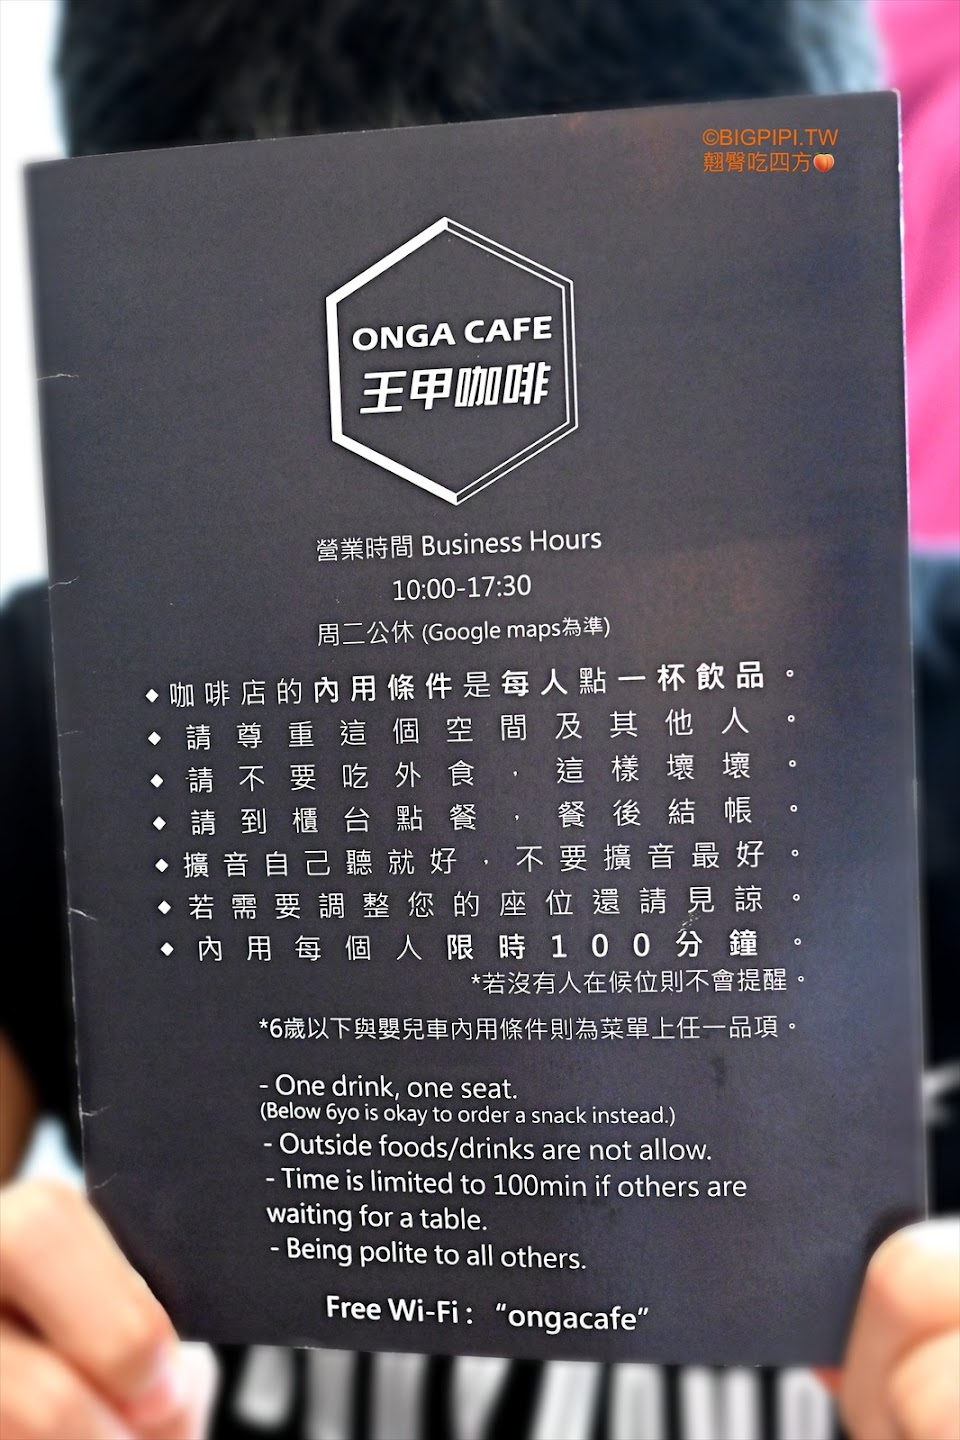 ©BIGPIPI.TW
翹臀吃四方🍑
ONGA CAFE
王甲咖啡
營業時間 Business Hours
10:00-17:30
周二公休 (Google maps為準)
◆咖啡店的內用條件是每人點一杯飲品。
◆請尊重這個空間及其他人。
◆請不要吃外食，這樣壞壞。
◆請到櫃台點餐，餐後結帳。
◆擴音自己聽就好，不要擴音最好。
◆若需要調整您的座位還請見諒。
◆內用每個人限時100分鐘。
*若沒有人在候位則不會提醒。
*6歲以下與嬰兒車內用條件則為菜單上任一品項。
- One drink, one seat.
(Below 6yo is okay to order a snack instead.)
- Outside foods/drinks are not allow.
- Time is limited to 100min if others are
waiting for a table.
- Being polite to all others.
Free Wi-Fi： “ongacafe”